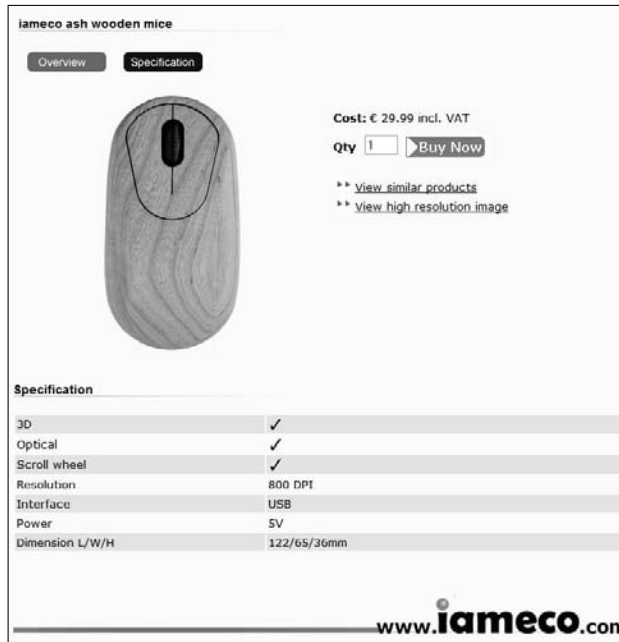 iameco ash wooden mice
Overview Specification
Cost: € 29.99 incl. VAT
Qty 1 Buy Now
View similar products
View high resolution image
Specification
3D ✓
Optical ✓
Scroll wheel ✓
Resolution 800 DPI
Interface USB
Power 5V
Dimension L/W/H 122/65/36mm
www.iameco.com